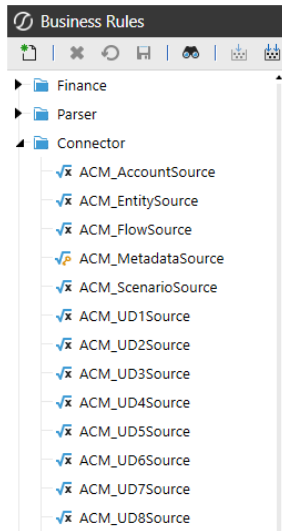 Business Rules
Finance
Parser
Connector
ACM_AccountSource
ACM_EntitySource
ACM_FlowSource
ACM_MetadataSource
ACM_ScenarioSource
ACM_UD1Source
ACM_UD2Source
ACM_UD3Source
ACM_UD4Source
ACM_UD5Source
ACM_UD6Source
ACM_UD7Source
ACM_UD8Source